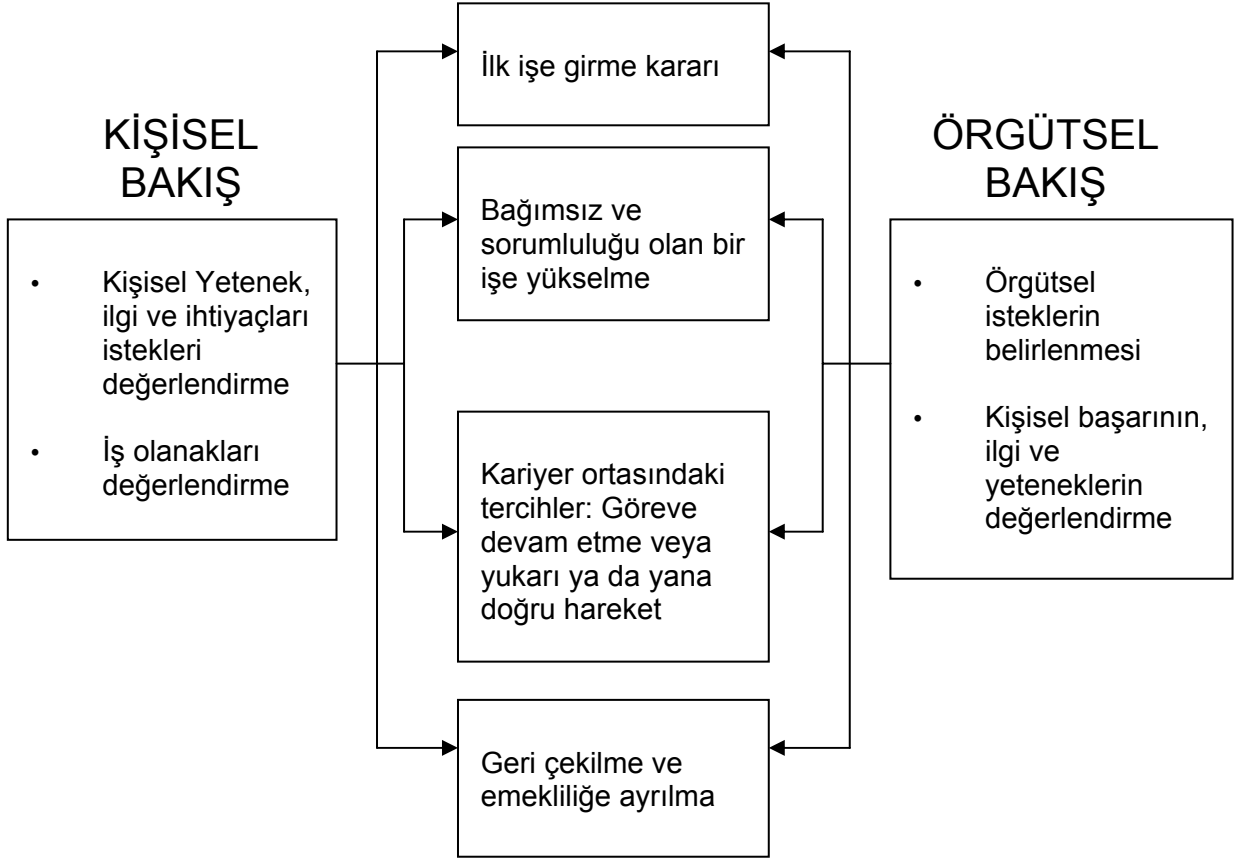 KİŞİSEL
BAKIŞ
• Kişisel Yetenek,
ilgi ve ihtiyaçları
istekleri
değerlendirme
• İş olanakları
değerlendirme
İlk işe girme kararı
Bağımsız ve
sorumluluğu olan bir
işe yükselme
Kariyer ortasındaki
tercihler: Göreve
devam etme veya
yukarı ya da yana
doğru hareket
Geri çekilme ve
emekliliğe ayrılma
ÖRGÜTSEL
BAKIŞ
• Örgütsel
isteklerin
belirlenmesi
• Kişisel başarının,
ilgi ve
yeteneklerin
değerlendirme